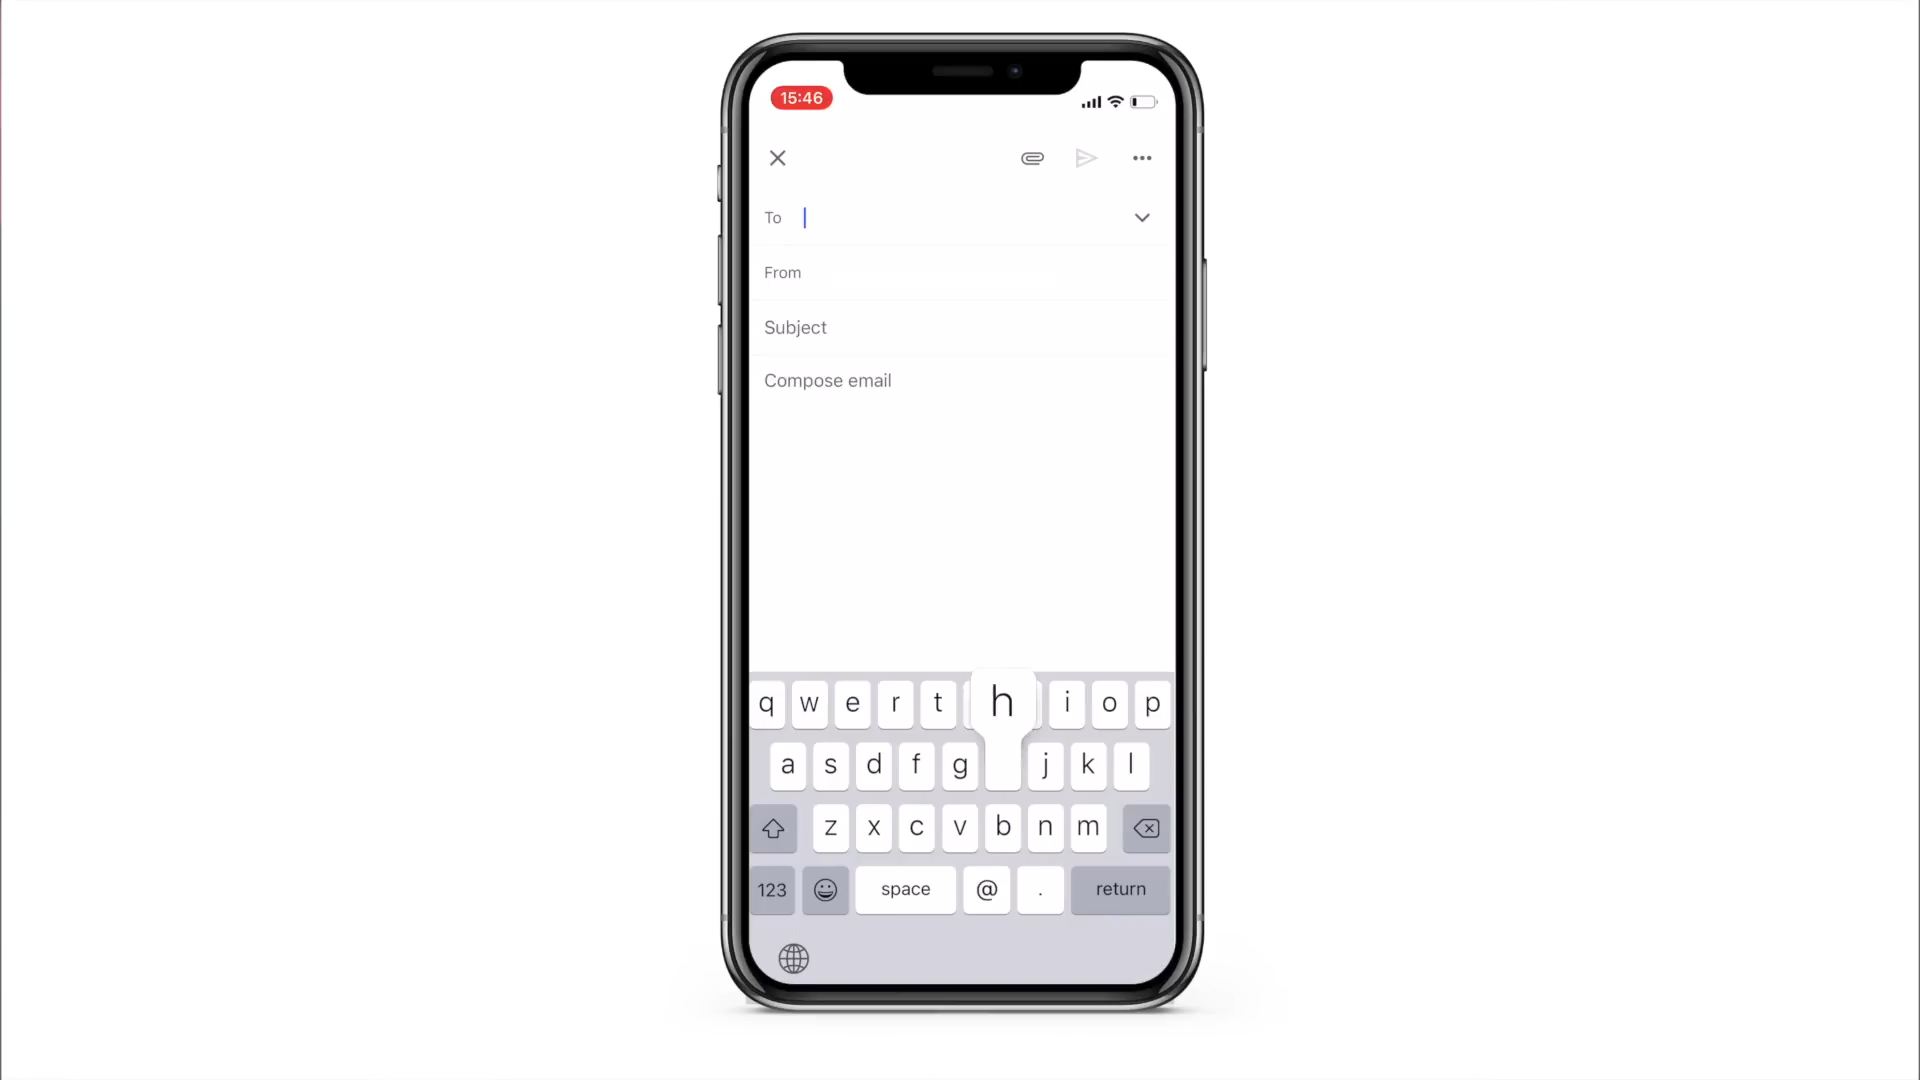 15:46
To
From
Subject
Compose email
q w e r t h i o p
a s d f g j k l
z x c v b n m
123 space @ . return